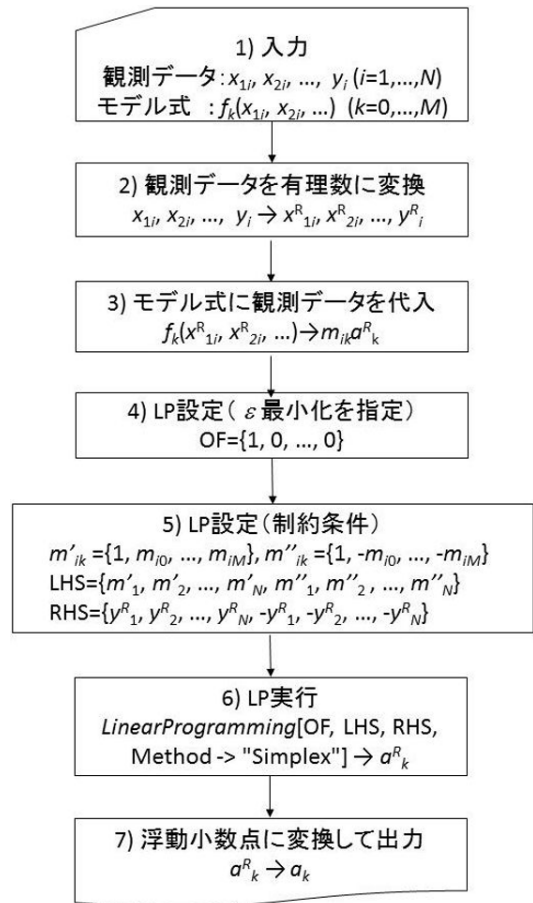 1) 入力
観測データ:x1i, x2i, ..., yi (i=1,...,N)
モデル式 :fk(x1i, x2i, ...) (k=0,...,M)
2) 観測データを有理数に変換
x1i, x2i, ..., yi → xR1i, xR2i, ..., yRi
3) モデル式に観測データを代入
fk(xR1i, xR2i, ...)→mikaRk
4) LP設定( ε最小化を指定)
OF={1, 0, ..., 0}
5) LP設定(制約条件)
m′ik ={1, mi0, ..., miM}, m′′ik ={1, -mi0, ..., -miM}
LHS={m′1, m′2, ..., m′N, m′′1, m′′2 , ..., m′′N}
RHS={yR1, yR2, ..., yRN, -yR1, -yR2, ..., -yRN}
6) LP実行
LinearProgramming[OF, LHS, RHS,
Method -> "Simplex"] → aRk
7) 浮動小数点に変換して出力
aRk → ak